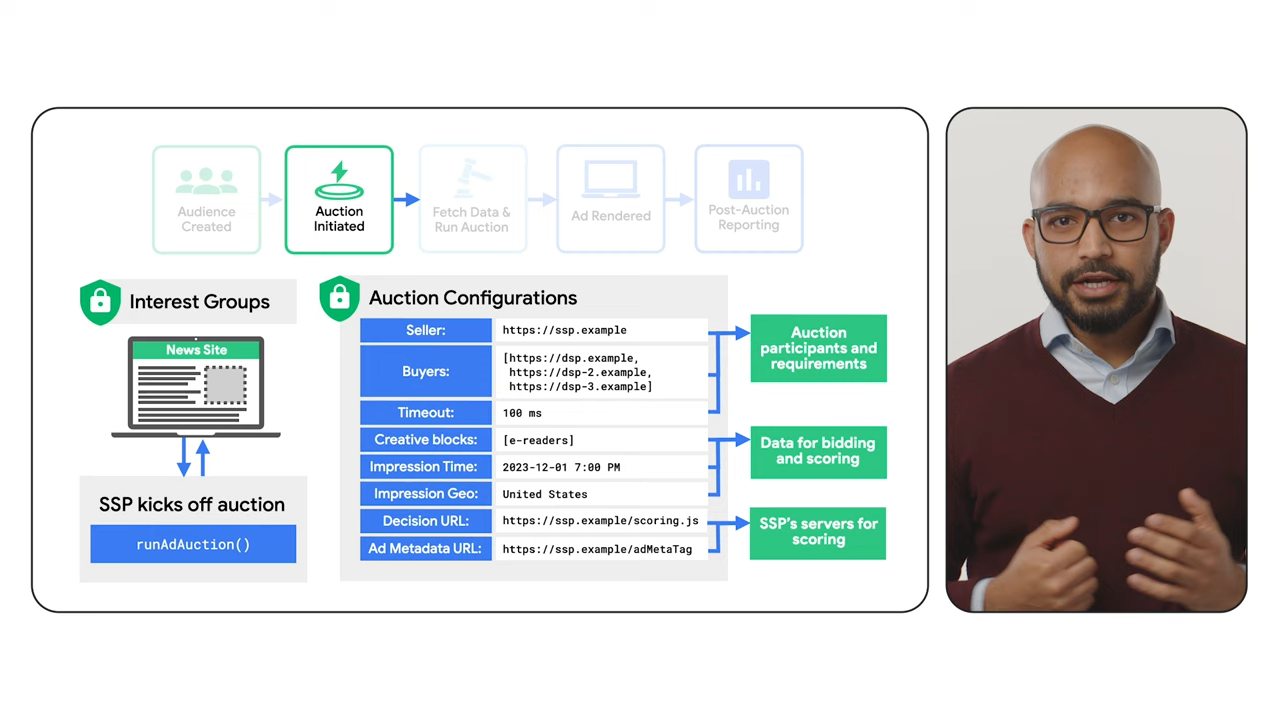 Audience
Created
Auction
Initiated
Fetch Data &
Run Auction
Ad Rendered
Post-Auction
Reporting
Interest Groups
News Site
SSP kicks off auction
runAdAuction()
Auction Configurations
Seller: https://ssp.example
Buyers: [https://dsp.example,
https://dsp-2.example,
https://dsp-3.example]
Timeout: 100 ms
Creative blocks: [e-readers]
Impression Time: 2023-12-01 7:00 PM
Impression Geo: United States
Decision URL: https://ssp.example/scoring.js
Ad Metadata URL: https://ssp.example/adMetaTag
Auction
participants and
requirements
Data for bidding
and scoring
SSP's servers for
scoring